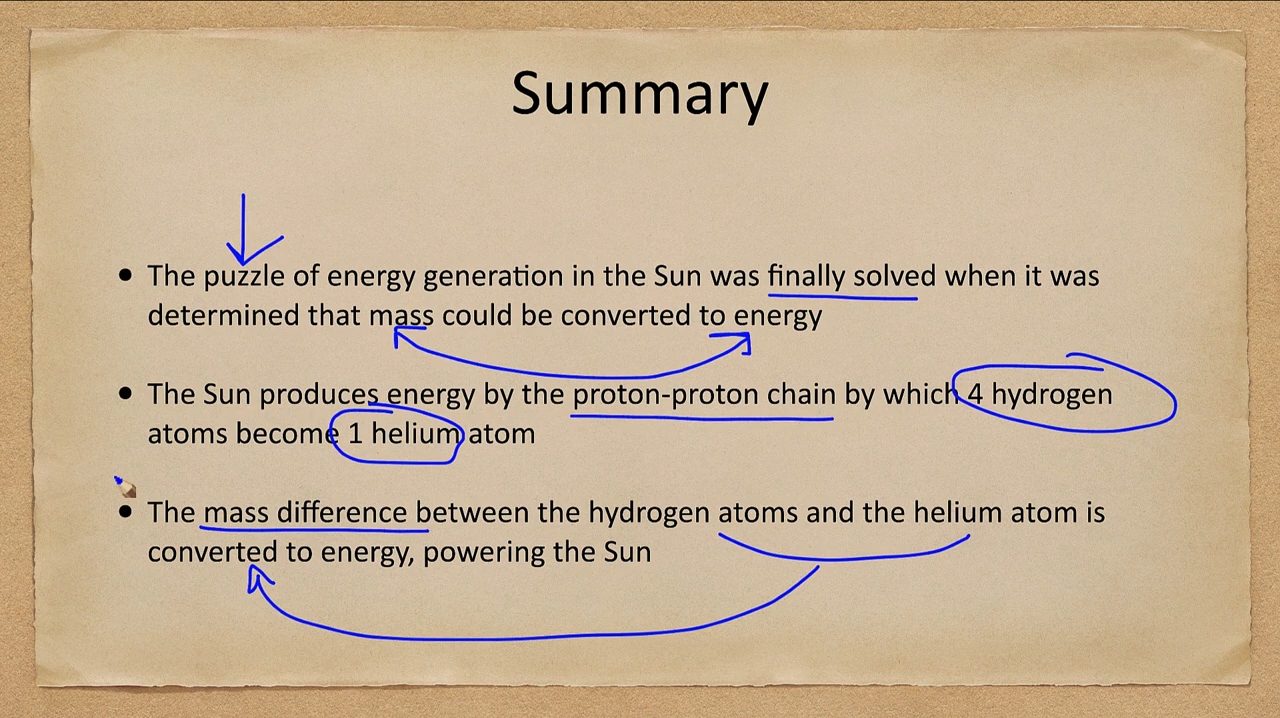 Summary
• The puzzle of energy generation in the Sun was finally solved when it was
determined that mass could be converted to energy
• The Sun produces energy by the proton-proton chain by which 4 hydrogen
atoms become 1 helium atom
• The mass difference between the hydrogen atoms and the helium atom is
converted to energy, powering the Sun